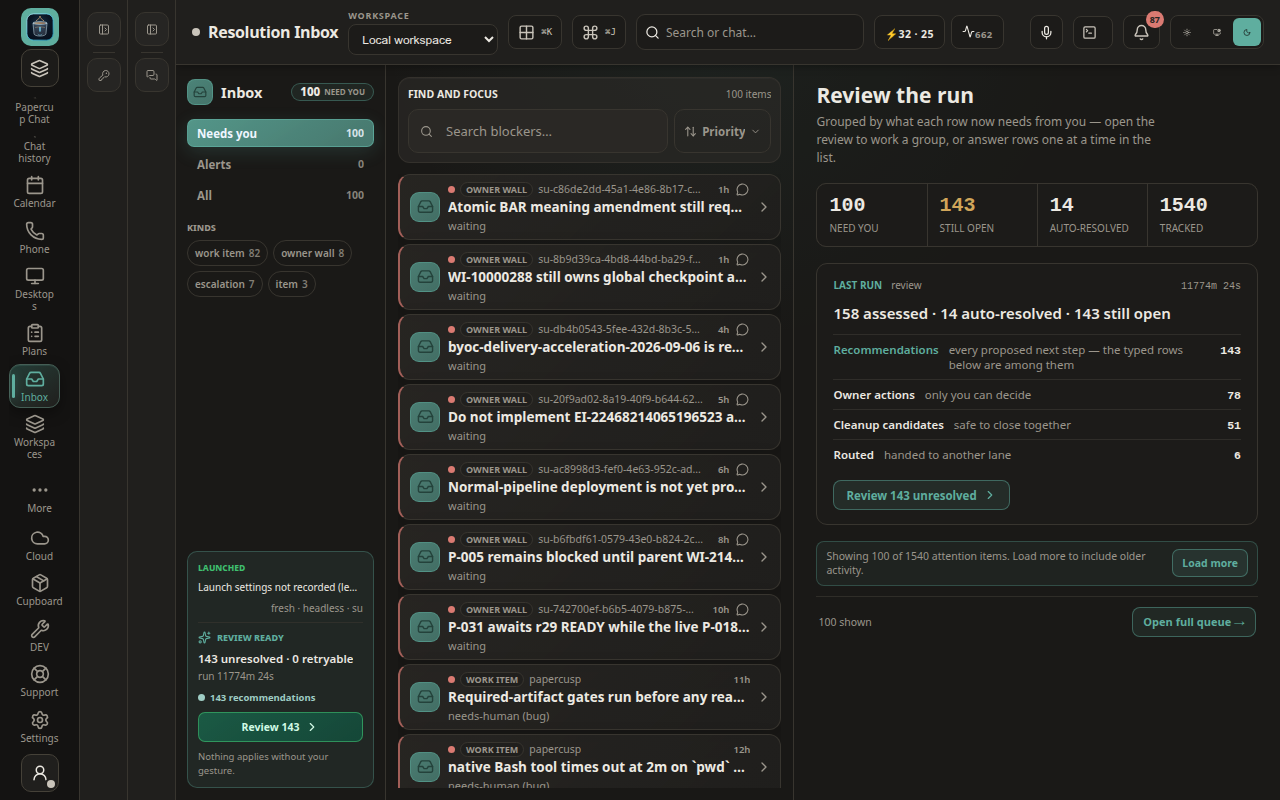 Papercu
p Chat
Chat
history
Calendar
Phone
Desktop
s
Plans
Inbox
Workspa
ces
More
Cloud
Cupboard
DEV
Support
Settings
Resolution Inbox
WORKSPACE
Local workspace
⌘K
⌘J
Search or chat...
⚡32 · 25
662
87
Inbox
100 NEED YOU
Needs you 100
Alerts 0
All 100
KINDS
work item 82
owner wall 8
escalation 7
item 3
LAUNCHED
Launch settings not recorded (le...
fresh · headless · su
REVIEW READY
143 unresolved · 0 retryable
run 11774m 24s
143 recommendations
Review 143
Nothing applies without your
gesture.
FIND AND FOCUS
100 items
Search blockers...
Priority
OWNER WALL su-c86de2dd-45a1-4e86-8b17-c... 1h
Atomic BAR meaning amendment still req...
waiting
OWNER WALL su-8b9d39ca-4bd8-44bd-ba29-f... 1h
WI-10000288 still owns global checkpoint a...
waiting
OWNER WALL su-db4b0543-5fee-432d-8b3c-5... 4h
byoc-delivery-acceleration-2026-09-06 is re...
waiting
OWNER WALL su-20f9ad02-8a19-40f9-b644-62... 5h
Do not implement EI-22468214065196523 a...
waiting
OWNER WALL su-ac8998d3-fef0-4e63-952c-ad... 6h
Normal-pipeline deployment is not yet pro...
waiting
OWNER WALL su-b6fbdf61-0579-43e0-b824-2c... 8h
P-005 remains blocked until parent WI-214...
waiting
OWNER WALL su-742700ef-b6b5-4079-b875-... 10h
P-031 awaits r29 READY while the live P-018...
waiting
WORK ITEM papercusp 11h
Required-artifact gates run before any rea...
needs-human (bug)
WORK ITEM papercusp 12h
native Bash tool times out at 2m on `pwd` ...
needs-human (bug)
Review the run
Grouped by what each row now needs from you — open the
review to work a group, or answer rows one at a time in the
list.
100
NEED YOU
143
STILL OPEN
14
AUTO-RESOLVED
1540
TRACKED
LAST RUN review 11774m 24s
158 assessed · 14 auto-resolved · 143 still open
Recommendations every proposed next step — the typed rows 143
below are among them
Owner actions only you can decide 78
Cleanup candidates safe to close together 51
Routed handed to another lane 6
Review 143 unresolved
Showing 100 of 1540 attention items. Load more to include older
activity.
Load more
100 shown
Open full queue →